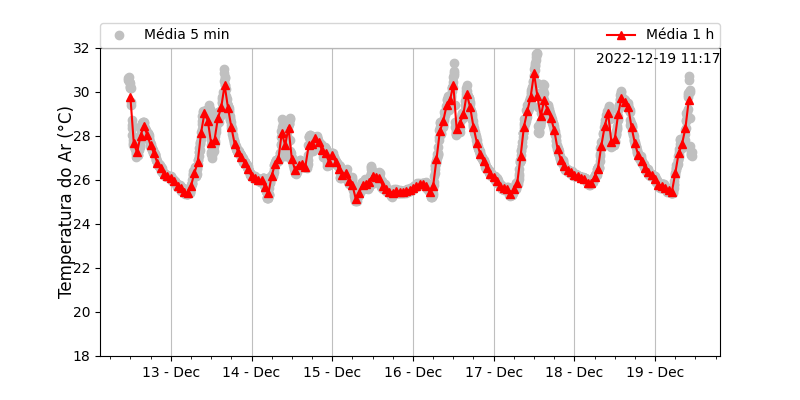 Média 5 min
Média 1 h
2022-12-19 11:17
Temperatura do Ar (°C)
32
30
28
26
24
22
20
18
13 - Dec
14 - Dec
15 - Dec
16 - Dec
17 - Dec
18 - Dec
19 - Dec